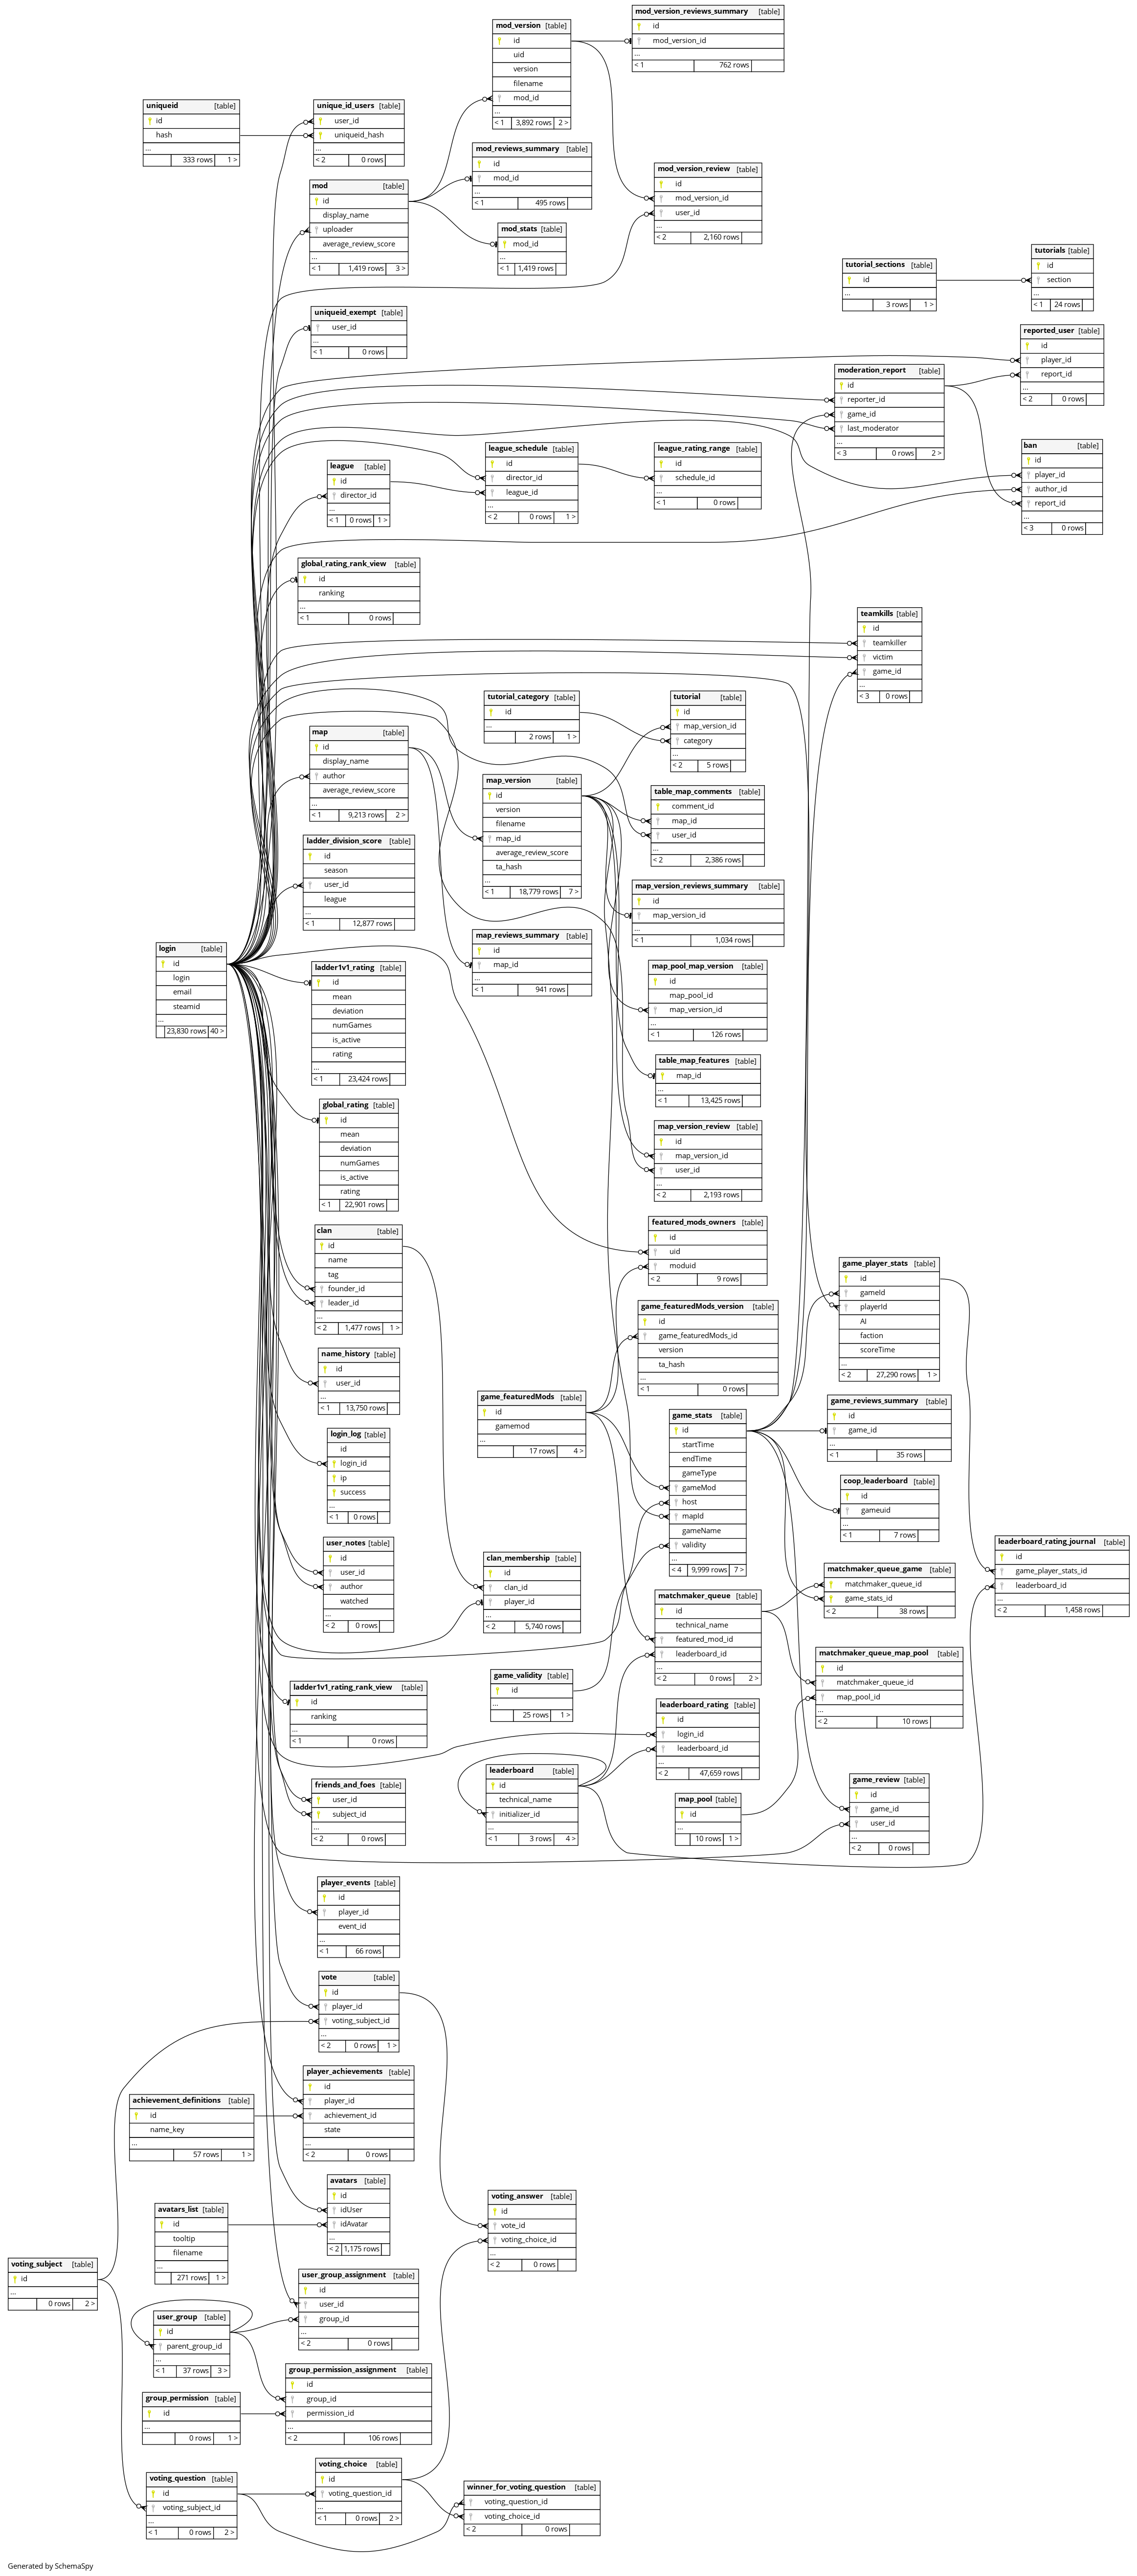 mod_version_reviews_summary [table]
id
mod_version_id
...
< 1 762 rows
mod_version [table]
id
uid
version
filename
mod_id
...
< 1 3,892 rows 2 >
uniqueid [table]
id
hash
...
333 rows 1 >
unique_id_users [table]
user_id
uniqueid_hash
...
< 2 0 rows
mod_reviews_summary [table]
id
mod_id
...
< 1 495 rows
mod_version_review [table]
id
mod_version_id
user_id
...
< 2 2,160 rows
mod [table]
id
display_name
uploader
average_review_score
...
< 1 1,419 rows 3 >
mod_stats [table]
mod_id
...
< 1 1,419 rows
tutorial_sections [table]
id
...
3 rows 1 >
tutorials [table]
id
section
...
< 1 24 rows
uniqueid_exempt [table]
user_id
...
< 1 0 rows
reported_user [table]
id
player_id
report_id
...
< 2 0 rows
moderation_report [table]
id
reporter_id
game_id
last_moderator
...
< 3 0 rows 2 >
ban [table]
id
player_id
author_id
report_id
...
< 3 0 rows
league [table]
id
director_id
...
< 1 0 rows 1 >
league_schedule [table]
id
director_id
league_id
...
< 2 0 rows 1 >
league_rating_range [table]
id
schedule_id
...
< 1 0 rows
global_rating_rank_view [table]
id
ranking
...
< 1 0 rows
teamkills [table]
id
teamkiller
victim
game_id
...
< 3 0 rows
tutorial_category [table]
id
...
2 rows 1 >
tutorial [table]
id
map_version_id
category
...
< 2 5 rows
map [table]
id
display_name
author
average_review_score
...
< 1 9,213 rows 2 >
map_version [table]
id
version
filename
map_id
average_review_score
ta_hash
...
< 1 18,779 rows 7 >
table_map_comments [table]
comment_id
map_id
user_id
...
< 2 2,386 rows
ladder_division_score [table]
id
season
user_id
league
...
< 1 12,877 rows
map_version_reviews_summary [table]
id
map_version_id
...
< 1 1,034 rows
login [table]
id
login
email
steamid
...
23,830 rows 40 >
map_reviews_summary [table]
id
map_id
...
< 1 941 rows
ladder1v1_rating [table]
id
mean
deviation
numGames
is_active
rating
...
< 1 23,424 rows
map_pool_map_version [table]
id
map_pool_id
map_version_id
...
< 1 126 rows
table_map_features [table]
map_id
...
< 1 13,425 rows
global_rating [table]
id
mean
deviation
numGames
is_active
rating
< 1 22,901 rows
map_version_review [table]
id
map_version_id
user_id
...
< 2 2,193 rows
clan [table]
id
name
tag
founder_id
leader_id
...
< 2 1,477 rows 1 >
featured_mods_owners [table]
id
uid
moduid
< 2 9 rows
game_player_stats [table]
id
gameId
playerId
AI
faction
scoreTime
...
< 2 27,290 rows 1 >
game_featuredMods_version [table]
id
game_featuredMods_id
version
ta_hash
...
< 1 0 rows
name_history [table]
id
user_id
...
< 1 13,750 rows
game_featuredMods [table]
id
gamemod
...
17 rows 4 >
game_stats [table]
id
startTime
endTime
gameType
gameMod
host
mapId
gameName
validity
...
< 4 9,999 rows 7 >
game_reviews_summary [table]
id
game_id
...
< 1 35 rows
login_log [table]
id
login_id
ip
success
...
< 1 0 rows
coop_leaderboard [table]
id
gameuid
...
< 1 7 rows
leaderboard_rating_journal [table]
id
game_player_stats_id
leaderboard_id
...
< 2 1,458 rows
user_notes [table]
id
user_id
author
watched
...
< 2 0 rows
clan_membership [table]
id
clan_id
player_id
...
< 2 5,740 rows
matchmaker_queue_game [table]
matchmaker_queue_id
game_stats_id
< 2 38 rows
matchmaker_queue [table]
id
technical_name
featured_mod_id
leaderboard_id
...
< 2 0 rows 2 >
matchmaker_queue_map_pool [table]
id
matchmaker_queue_id
map_pool_id
...
< 2 10 rows
game_validity [table]
id
...
25 rows 1 >
ladder1v1_rating_rank_view [table]
id
ranking
...
< 1 0 rows
leaderboard_rating [table]
id
login_id
leaderboard_id
...
< 2 47,659 rows
leaderboard [table]
id
technical_name
initializer_id
...
< 1 3 rows 4 >
map_pool [table]
id
...
10 rows 1 >
game_review [table]
id
game_id
user_id
...
< 2 0 rows
friends_and_foes [table]
user_id
subject_id
...
< 2 0 rows
player_events [table]
id
player_id
event_id
...
< 1 66 rows
vote [table]
id
player_id
voting_subject_id
...
< 2 0 rows 1 >
player_achievements [table]
id
player_id
achievement_id
state
...
< 2 0 rows
achievement_definitions [table]
id
name_key
...
57 rows 1 >
avatars [table]
id
idUser
idAvatar
...
< 2 1,175 rows
voting_answer [table]
id
vote_id
voting_choice_id
...
< 2 0 rows
avatars_list [table]
id
tooltip
filename
...
271 rows 1 >
voting_subject [table]
id
...
0 rows 2 >
user_group_assignment [table]
id
user_id
group_id
...
< 2 0 rows
user_group [table]
id
parent_group_id
...
< 1 37 rows 3 >
group_permission_assignment [table]
id
group_id
permission_id
...
< 2 106 rows
group_permission [table]
id
...
0 rows 1 >
voting_choice [table]
id
voting_question_id
...
< 1 0 rows 2 >
voting_question [table]
id
voting_subject_id
...
< 1 0 rows 2 >
winner_for_voting_question [table]
voting_question_id
voting_choice_id
< 2 0 rows
Generated by SchemaSpy